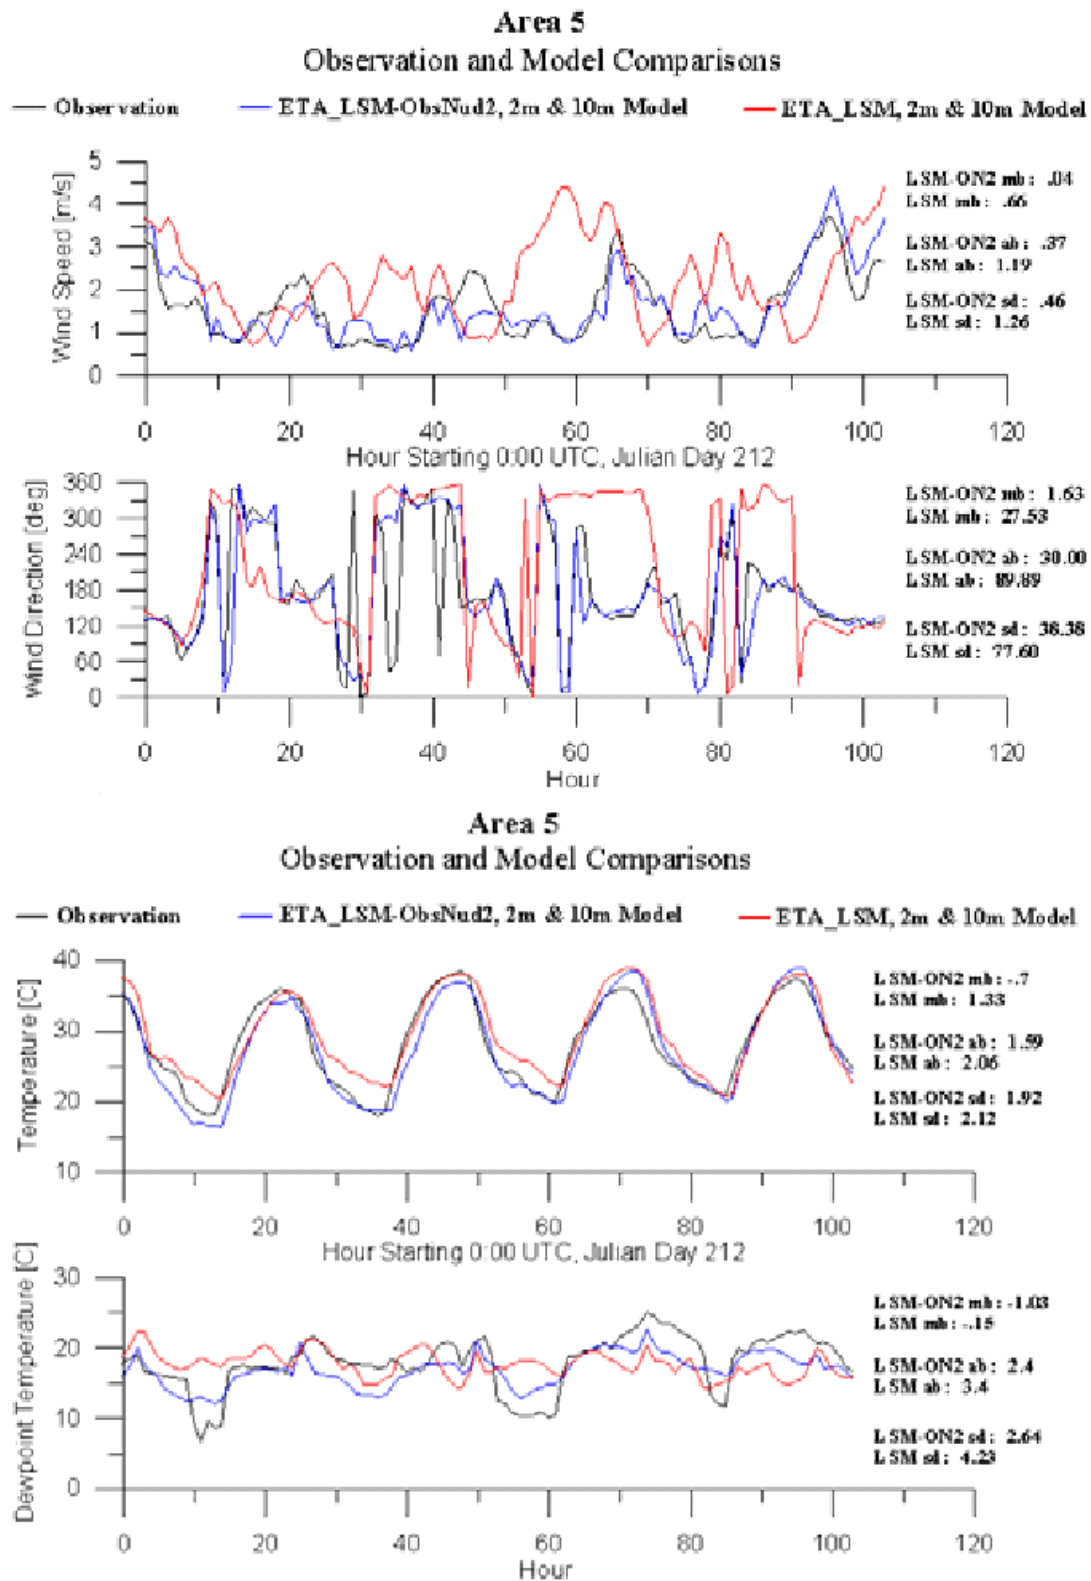 Area 5
Observation and Model Comparisons
Observation ETA_LSM-ObsNud2, 2m & 10m Model ETA_LSM, 2m & 10m Model
Wind Speed [m/s]
5
4
3
2
1
0
LSM-ON2 mb: .04
LSM mb: .66
LSM-ON2 ab: .37
LSM ab: 1.19
LSM-ON2 sd: .46
LSM sd: 1.26
0 20 40 60 80 100 120
Hour Starting 0:00 UTC, Julian Day 212
Wind Direction [deg]
360
300
240
180
120
60
0
LSM-ON2 mb: 1.63
LSM mb: 27.53
LSM-ON2 ab: 30.00
LSM ab: 89.89
LSM-ON2 sd: 38.38
LSM sd: 77.60
0 20 40 60 80 100 120
Hour
Area 5
Observation and Model Comparisons
Observation ETA_LSM-ObsNud2, 2m & 10m Model ETA_LSM, 2m & 10m Model
Temperature [C]
40
30
20
10
LSM-ON2 mb: -.7
LSM mb: 1.33
LSM-ON2 ab: 1.59
LSM ab: 2.06
LSM-ON2 sd: 1.92
LSM sd: 2.12
0 20 40 60 80 100 120
Hour Starting 0:00 UTC, Julian Day 212
Dewpoint Temperature [C]
30
20
10
0
LSM-ON2 mb: -1.03
LSM mb: -.15
LSM-ON2 ab: 2.4
LSM ab: 3.4
LSM-ON2 sd: 2.64
LSM sd: 4.23
0 20 40 60 80 100 120
Hour